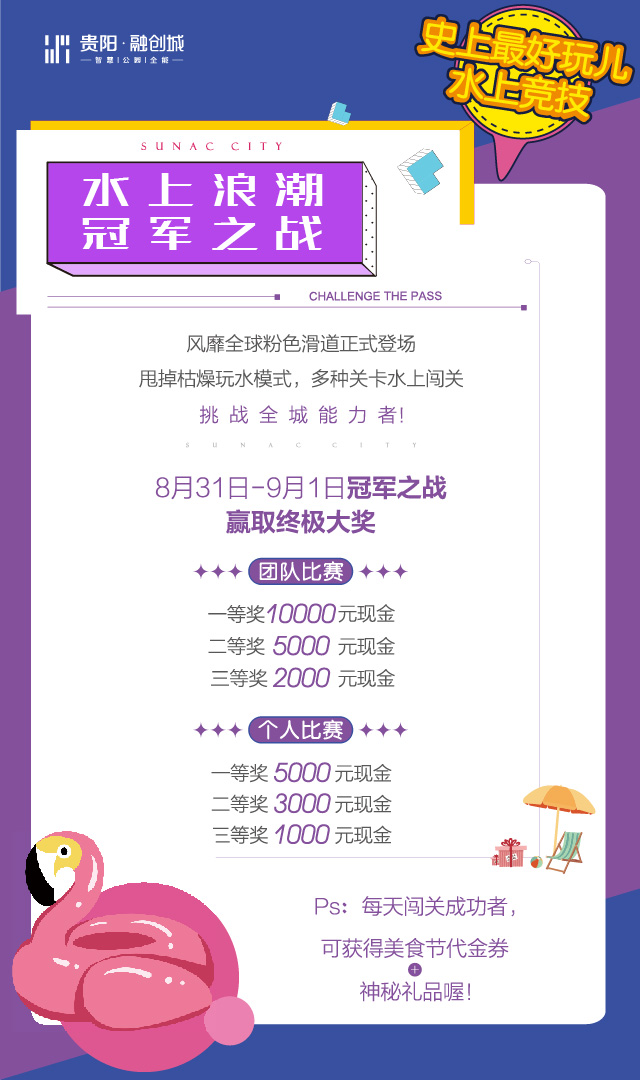 贵阳·融创城
智慧|公园|全能
史上最好玩儿
水上竞技
SUNAC CITY
水上浪潮
冠军之战
CHALLENGE THE PASS
风靡全球粉色滑道正式登场
甩掉枯燥玩水模式，多种关卡水上闯关
挑战全城能力者!
SUNAC CITY
8月31日-9月1日冠军之战
赢取终极大奖
团队比赛
一等奖10000元现金
二等奖 5000 元现金
三等奖 2000 元现金
个人比赛
一等奖 5000 元现金
二等奖 3000 元现金
三等奖 1000 元现金
Ps：每天闯关成功者，
可获得美食节代金券
+
神秘礼品喔!